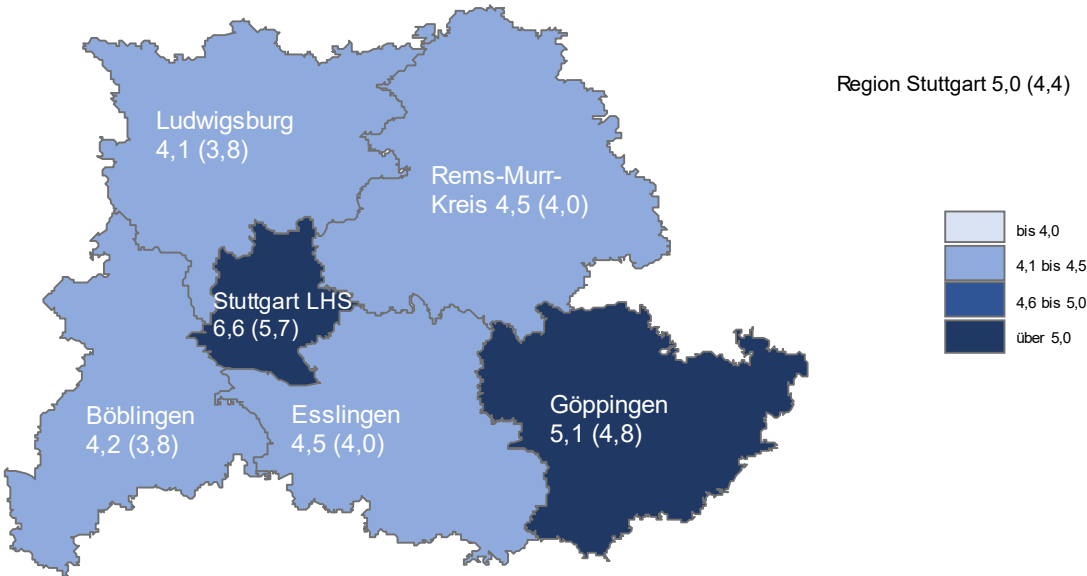 Region Stuttgart 5,0 (4,4)
Ludwigsburg
4,1 (3,8)
Rems-Murr-
Kreis 4,5 (4,0)
bis 4,0
4,1 bis 4,5
4,6 bis 5,0
über 5,0
Stuttgart LHS
6,6 (5,7)
Böblingen
4,2 (3,8)
Esslingen
4,5 (4,0)
Göppingen
5,1 (4,8)